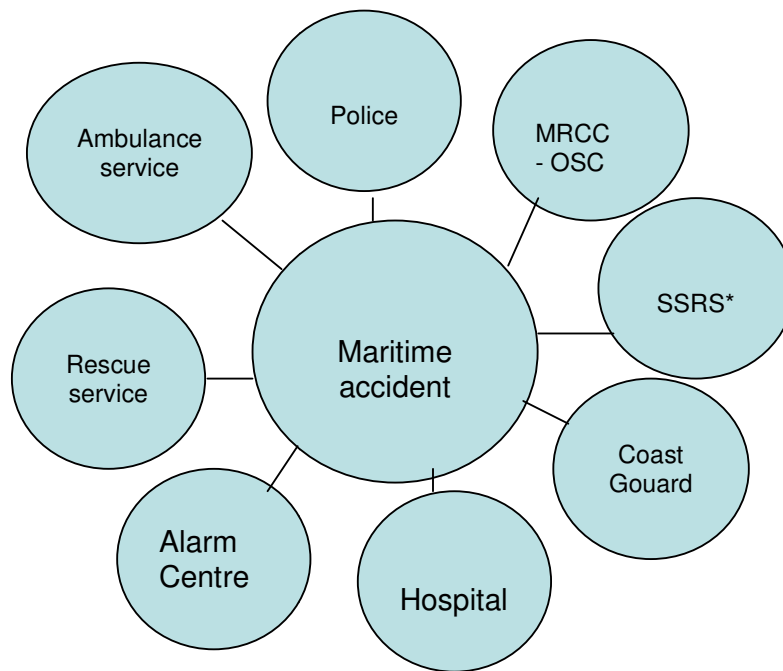 Police
Ambulance
service
MRCC
- OSC
SSRS*
Rescue
service
Maritime
accident
Coast
Gouard
Alarm
Centre
Hospital